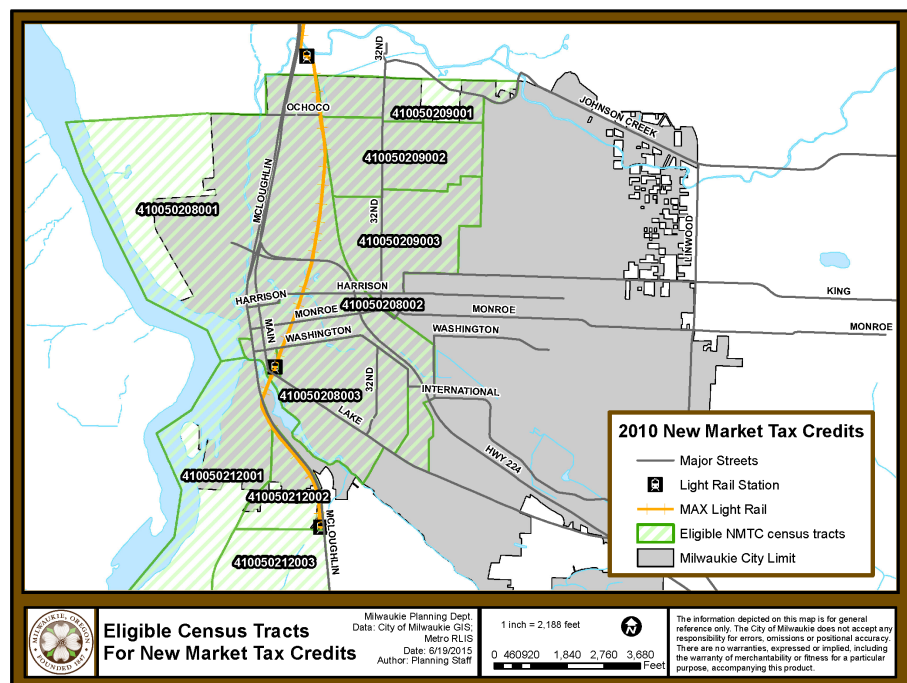 32ND
OCHOCO
410050209001
JOHNSON CREEK
410050209002
MCLOUGHLIN
410050208001
32ND
410050209003
LINWOOD
HARRISON
HARRISON
410050208002
KING
MONROE
MONROE
MAIN
WASHINGTON
WASHINGTON
MONROE
32ND
INTERNATIONAL
410050208003
LAKE
HWY 224
410050212001
410050212002
MCLOUGHLIN
410050212003
2010 New Market Tax Credits
Major Streets
Light Rail Station
MAX Light Rail
Eligible NMTC census tracts
Milwaukie City Limit
MILWAUKIE, OREGON
FOUNDED 1847
Eligible Census Tracts
For New Market Tax Credits
Milwaukie Planning Dept.
Data: City of Milwaukie GIS;
Metro RLIS
Date: 6/19/2015
Author: Planning Staff
1 inch = 2,188 feet
0 460920 1,840 2,760 3,680
Feet
The information depicted on this map is for general
reference only. The City of Milwaukie does not accept any
responsibility for errors, omissions or positional accuracy.
There are no warranties, expressed or implied, including
the warranty of merchantability or fitness for a particular
purpose, accompanying this product.